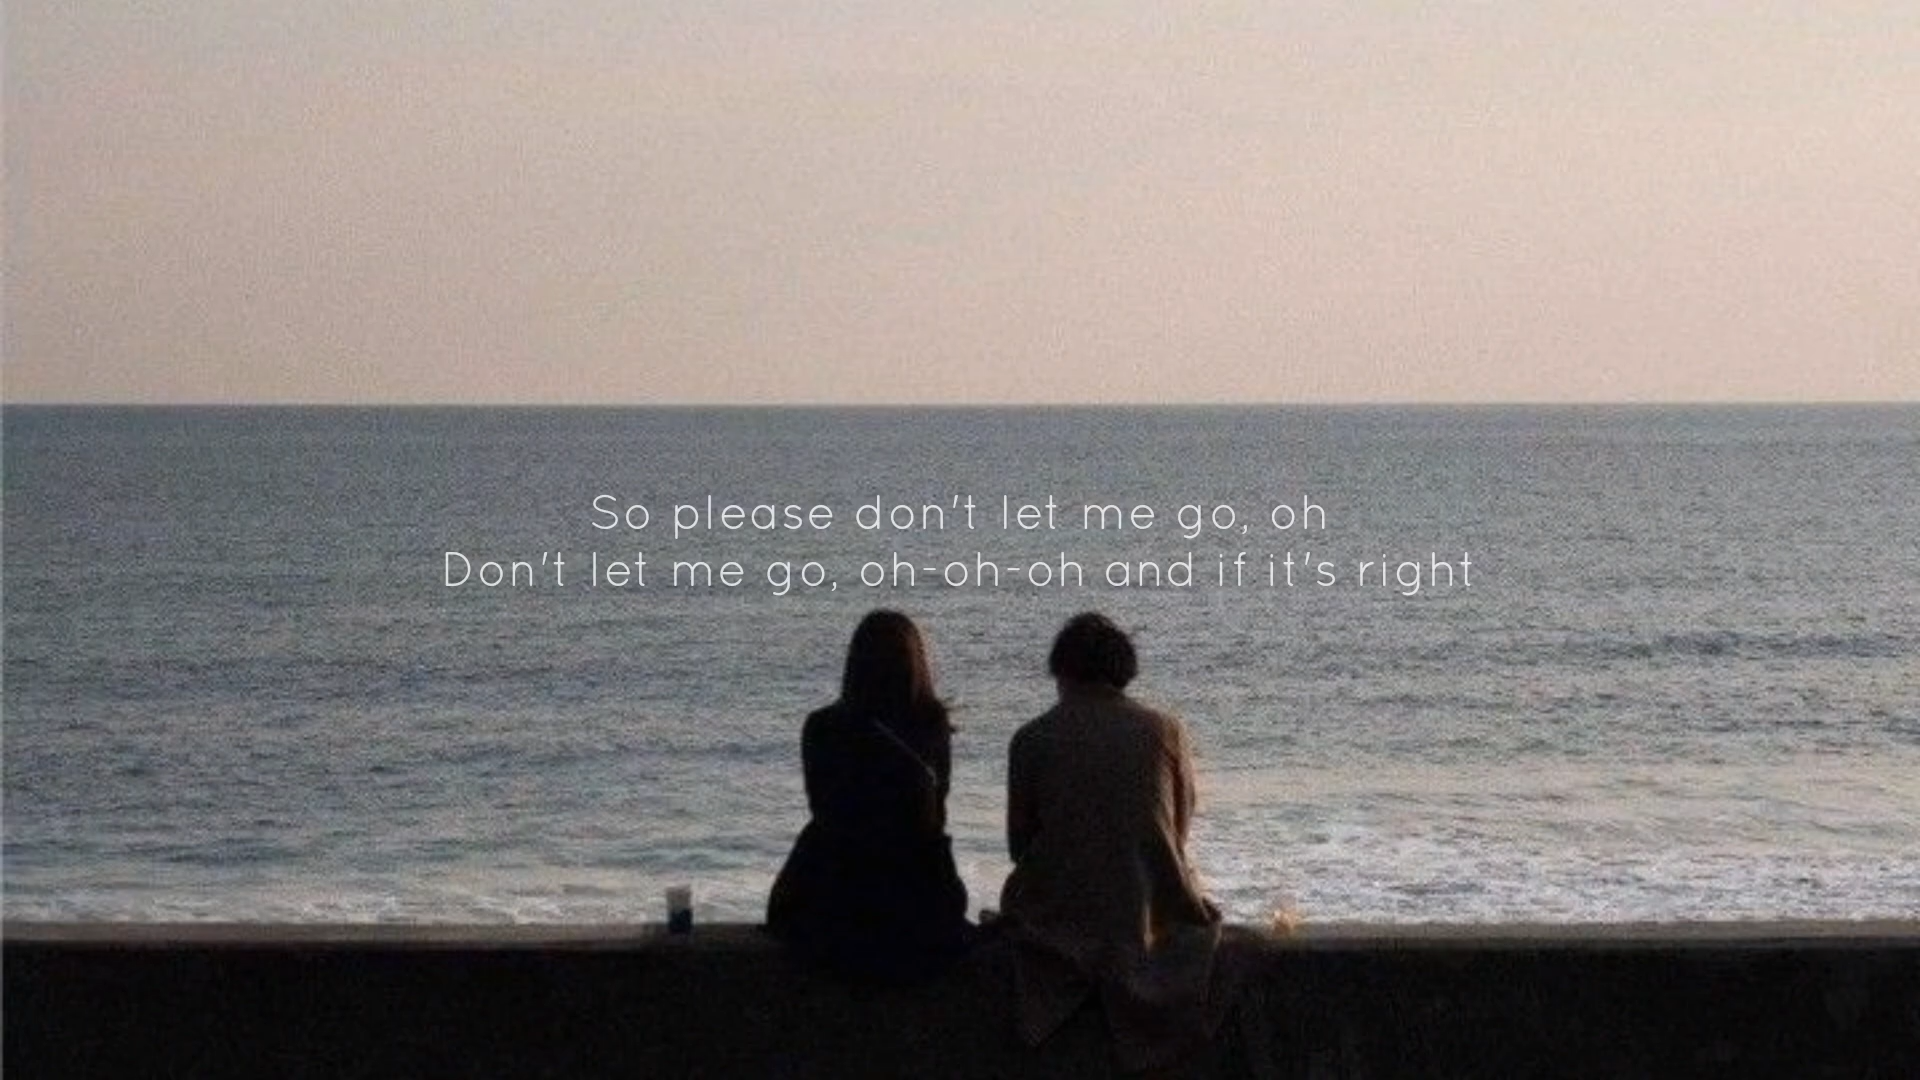 So please don't let me go, oh
Don't let me go, oh-oh-oh and if it's right